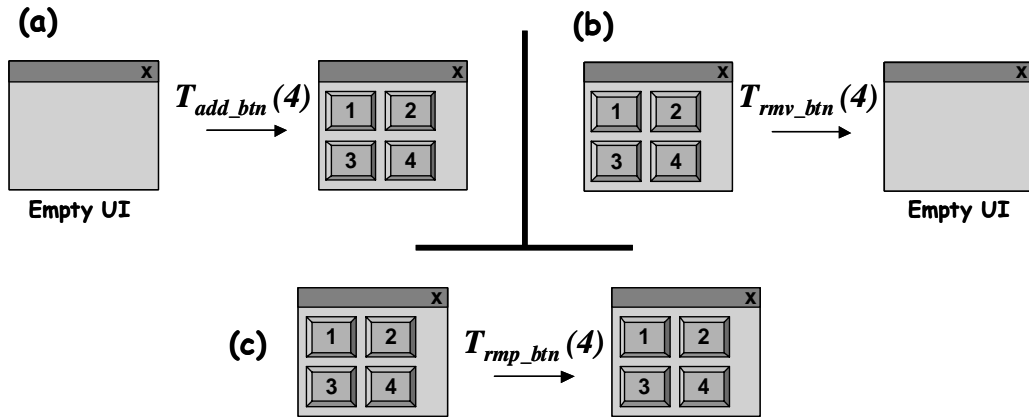 (a)
X
T_add_btn(4)
X
1 2
3 4
Empty UI
(b)
X
1 2
3 4
T_rmv_btn(4)
X
Empty UI
(c)
X
1 2
3 4
T_rmp_btn(4)
X
1 2
3 4